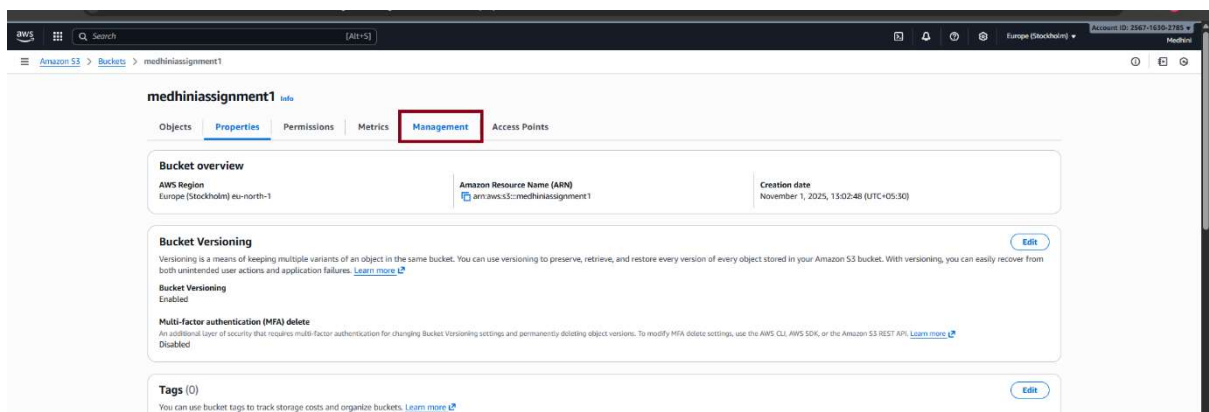 aws Search [Alt+S] Europe (Stockholm) Account ID: 2567-1630-2785
Medhini
Amazon S3 > Buckets > medhiniassignment1
medhiniassignment1 Info
Objects Properties Permissions Metrics Management Access Points
Bucket overview
AWS Region Amazon Resource Name (ARN) Creation date
Europe (Stockholm) eu-north-1 arn:aws:s3:::medhiniassignment1 November 1, 2025, 13:02:48 (UTC+05:30)
Bucket Versioning Edit
Versioning is a means of keeping multiple variants of an object in the same bucket. You can use versioning to preserve, retrieve, and restore every version of every object stored in your Amazon S3 bucket. With versioning, you can easily recover from
both unintended user actions and application failures. Learn more
Bucket Versioning
Enabled
Multi-factor authentication (MFA) delete
An additional layer of security that requires multi-factor authentication for changing Bucket Versioning settings and permanently deleting object versions. To modify MFA delete settings, use the AWS CLI, AWS SDK, or the Amazon S3 REST API. Learn more
Disabled
Tags (0) Edit
You can use bucket tags to track storage costs and organize buckets. Learn more